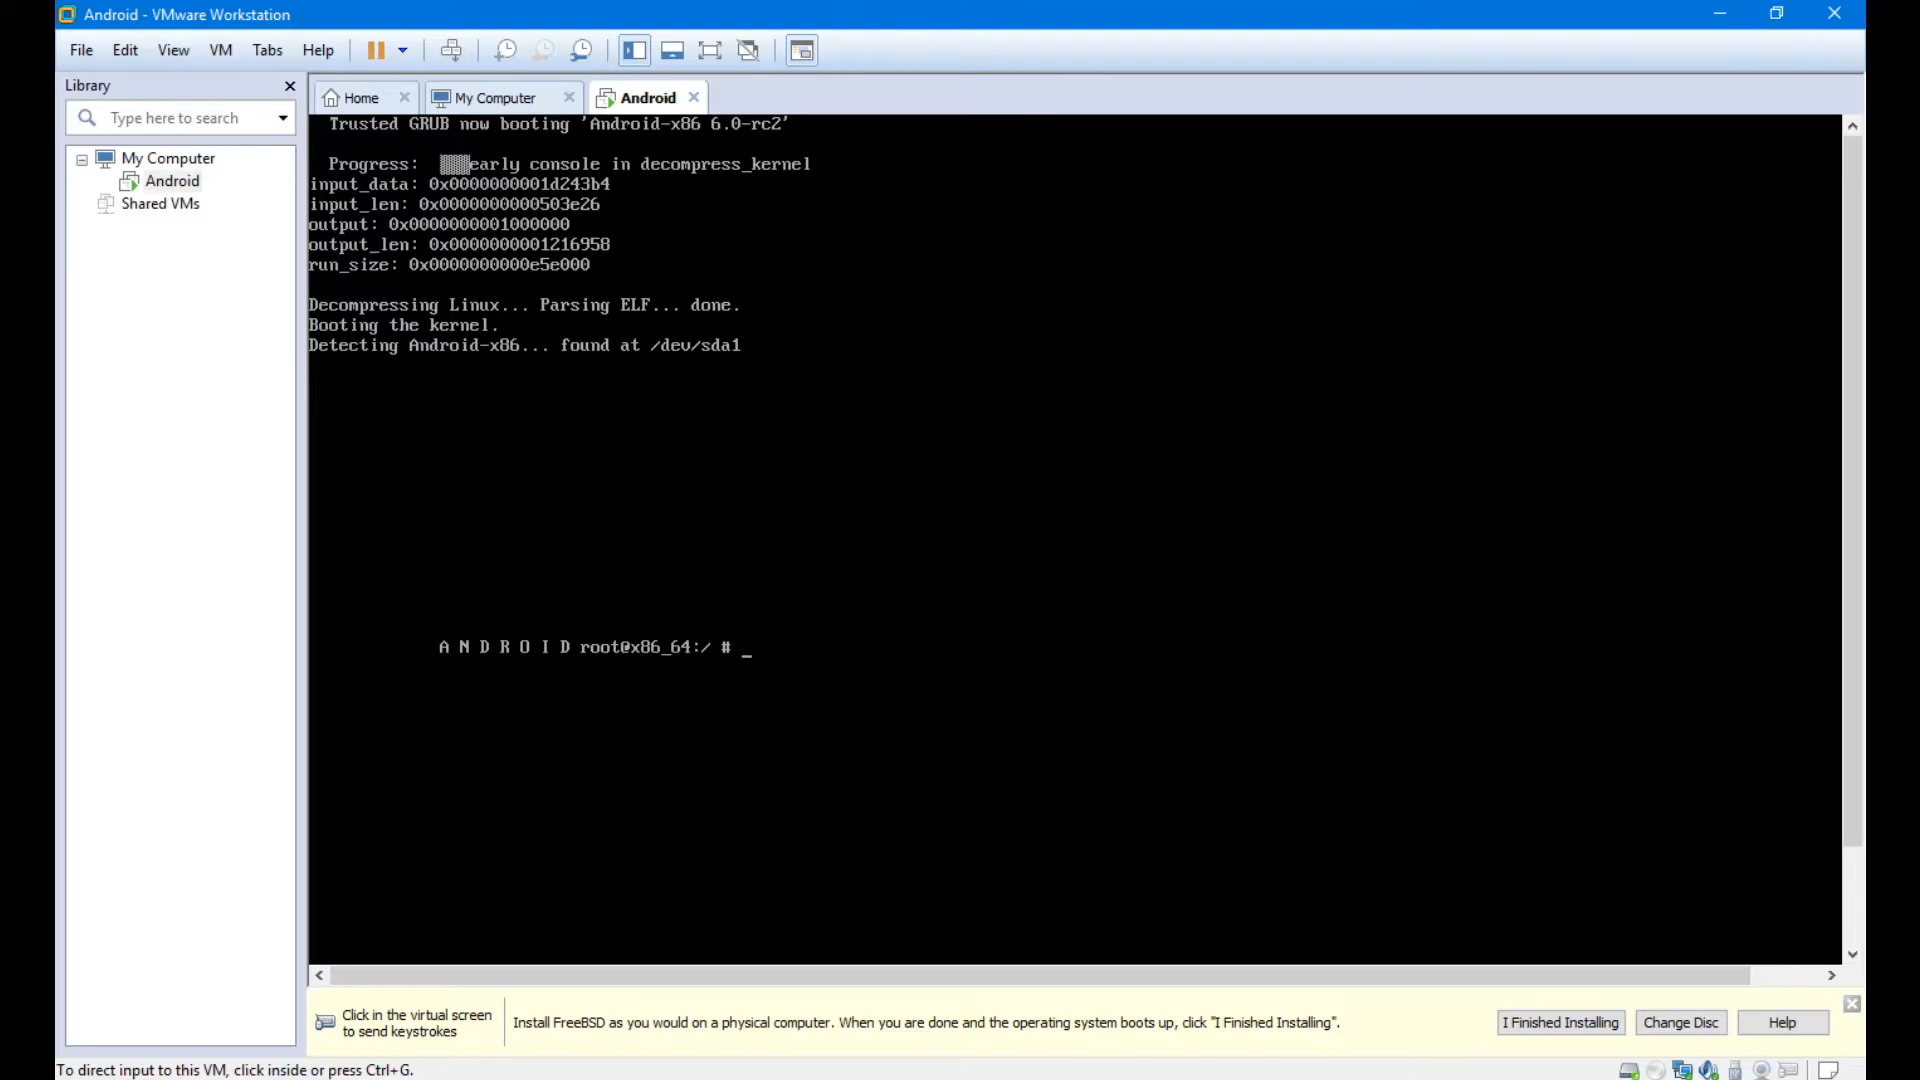 Android - VMware Workstation
File Edit View VM Tabs Help
Library
Type here to search
My Computer
Android
Shared VMs
Home
My Computer
Android
Trusted GRUB now booting 'Android-x86 6.0-rc2'
Progress: ▒▒▒early console in decompress_kernel
input_data: 0x0000000001d243b4
input_len: 0x0000000000503e26
output: 0x0000000001000000
output_len: 0x0000000001216958
run_size: 0x0000000000e5e000
Decompressing Linux... Parsing ELF... done.
Booting the kernel.
Detecting Android-x86... found at /dev/sda1
A N D R O I D root@x86_64:/ # _
Click in the virtual screen
to send keystrokes
Install FreeBSD as you would on a physical computer. When you are done and the operating system boots up, click "I Finished Installing".
I Finished Installing
Change Disc
Help
To direct input to this VM, click inside or press Ctrl+G.